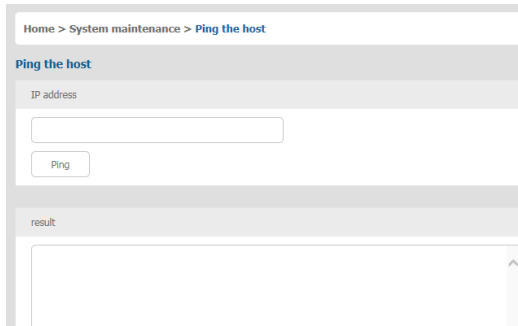 Home > System maintenance > Ping the host
Ping the host
IP address
Ping
result